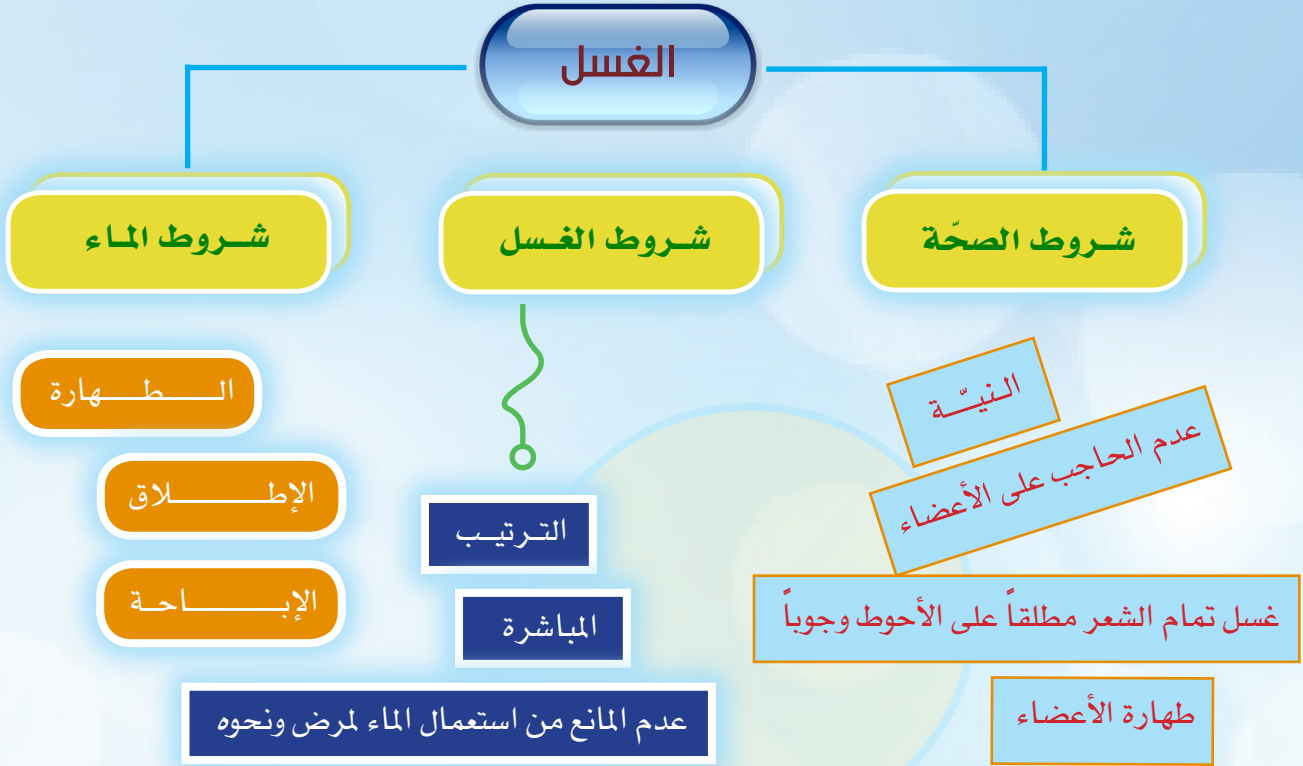 الغسل
شروط الصحّة
شروط الغسل
شروط الماء
النيّة
عدم الحاجب على الأعضاء
غسل تمام الشعر مطلقاً على الأحوط وجوباً
طهارة الأعضاء
الترتيب
المباشرة
عدم المانع من استعمال الماء لمرض ونحوه
الطهارة
الإطلاق
الإباحة